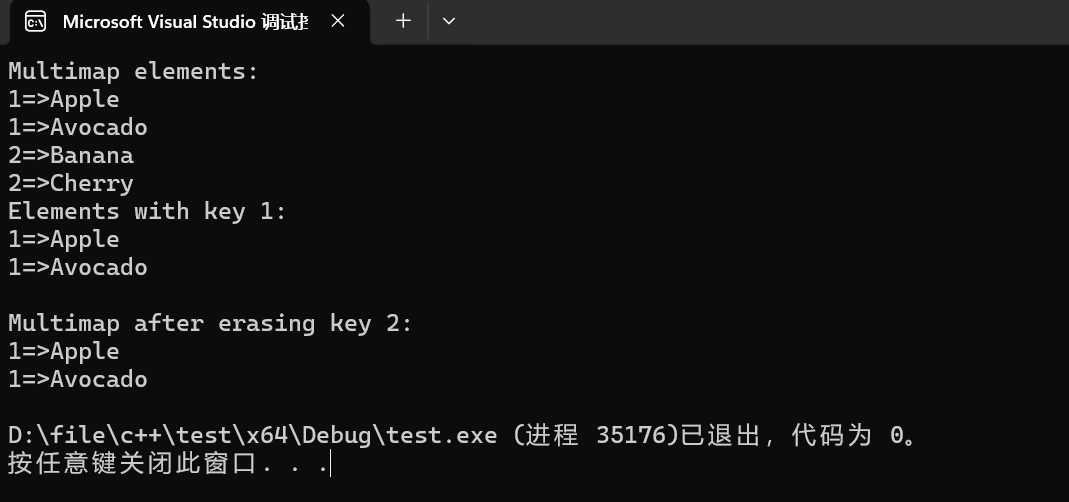 Microsoft Visual Studio 调试
Multimap elements:
1=>Apple
1=>Avocado
2=>Banana
2=>Cherry
Elements with key 1:
1=>Apple
1=>Avocado
Multimap after erasing key 2:
1=>Apple
1=>Avocado
D:\file\c++\test\x64\Debug\test.exe (进程 35176)已退出，代码为 0。
按任意键关闭此窗口. . .